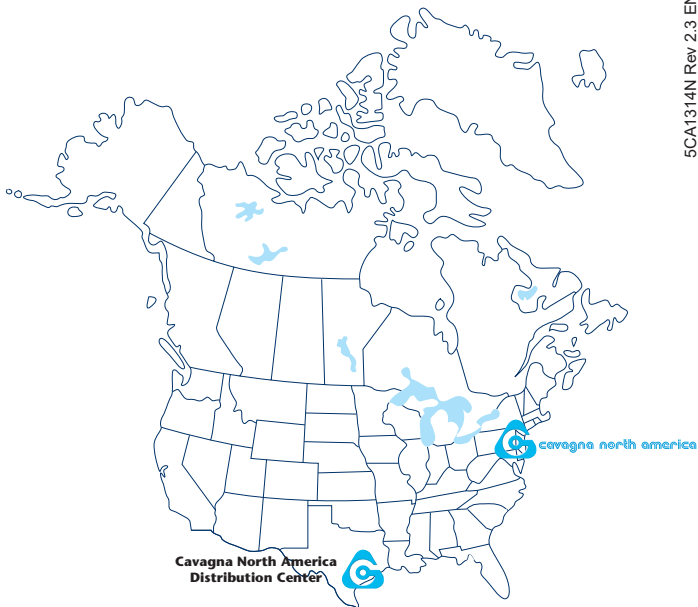 5CA1314N Rev 2.3 EN
cavagna north america
Cavagna North America
Distribution Center